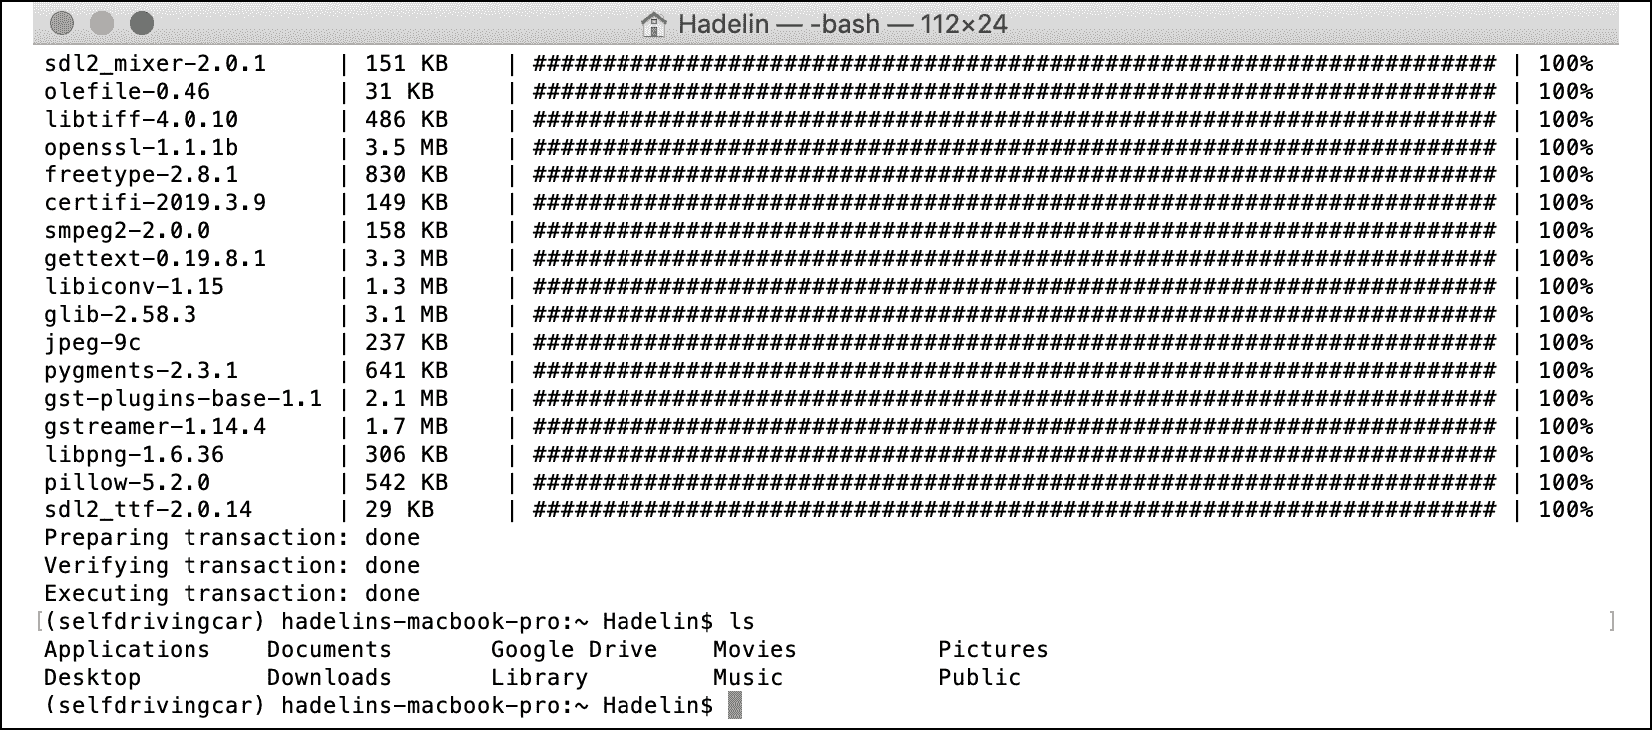 Hadelin — -bash — 112×24
sdl2_mixer-2.0.1     | 151 KB    | ##################################################################### | 100%
olefile-0.46         | 31 KB     | ##################################################################### | 100%
libtiff-4.0.10       | 486 KB    | ##################################################################### | 100%
openssl-1.1.1b       | 3.5 MB    | ##################################################################### | 100%
freetype-2.8.1       | 830 KB    | ##################################################################### | 100%
certifi-2019.3.9     | 149 KB    | ##################################################################### | 100%
smpeg2-2.0.0         | 158 KB    | ##################################################################### | 100%
gettext-0.19.8.1     | 3.3 MB    | ##################################################################### | 100%
libiconv-1.15        | 1.3 MB    | ##################################################################### | 100%
glib-2.58.3          | 3.1 MB    | ##################################################################### | 100%
jpeg-9c              | 237 KB    | ##################################################################### | 100%
pygments-2.3.1       | 641 KB    | ##################################################################### | 100%
gst-plugins-base-1.1 | 2.1 MB    | ##################################################################### | 100%
gstreamer-1.14.4     | 1.7 MB    | ##################################################################### | 100%
libpng-1.6.36        | 306 KB    | ##################################################################### | 100%
pillow-5.2.0         | 542 KB    | ##################################################################### | 100%
sdl2_ttf-2.0.14      | 29 KB     | ##################################################################### | 100%
Preparing transaction: done
Verifying transaction: done
Executing transaction: done
[(selfdrivingcar) hadelins-macbook-pro:~ Hadelin$ ls ]
Applications    Documents       Google Drive    Movies          Pictures
Desktop         Downloads       Library         Music           Public
(selfdrivingcar) hadelins-macbook-pro:~ Hadelin$